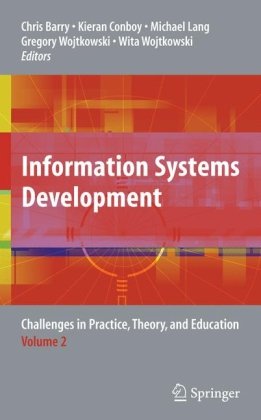 Chris Barry • Kieran Conboy • Michael Lang
Gregory Wojtkowski • Wita Wojtkowski
Editors
Information Systems
Development
Challenges in Practice, Theory, and Education
Volume 2
Springer